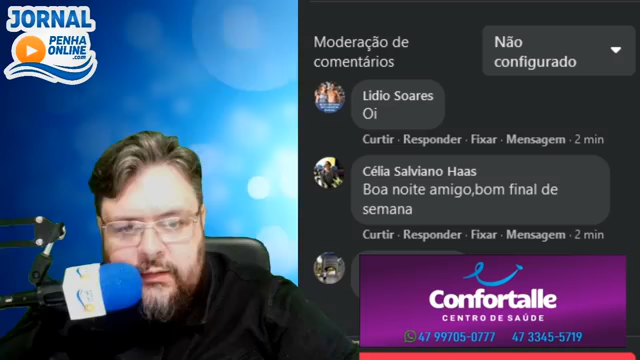 JORNAL
PENHA
ONLINE
.com
Moderação de
comentários
Não
configurado
Lidio Soares
Oi
Curtir · Responder · Fixar · Mensagem · 2 min
Célia Salviano Haas
Boa noite amigo,bom final de
semana
Curtir · Responder · Fixar · Mensagem · 2 min
Confortalle
CENTRO DE SAÚDE
47 99705-0777 47 3345-5719